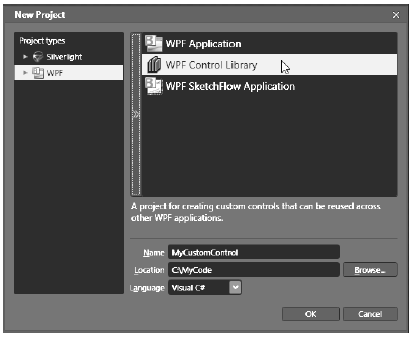 New Project
Project types
Silverlight
WPF
WPF Application
WPF Control Library
WPF SketchFlow Application
A project for creating custom controls that can be reused across
other WPF applications.
Name MyCustomControl
Location C:\MyCode Browse...
Language Visual C#
OK Cancel